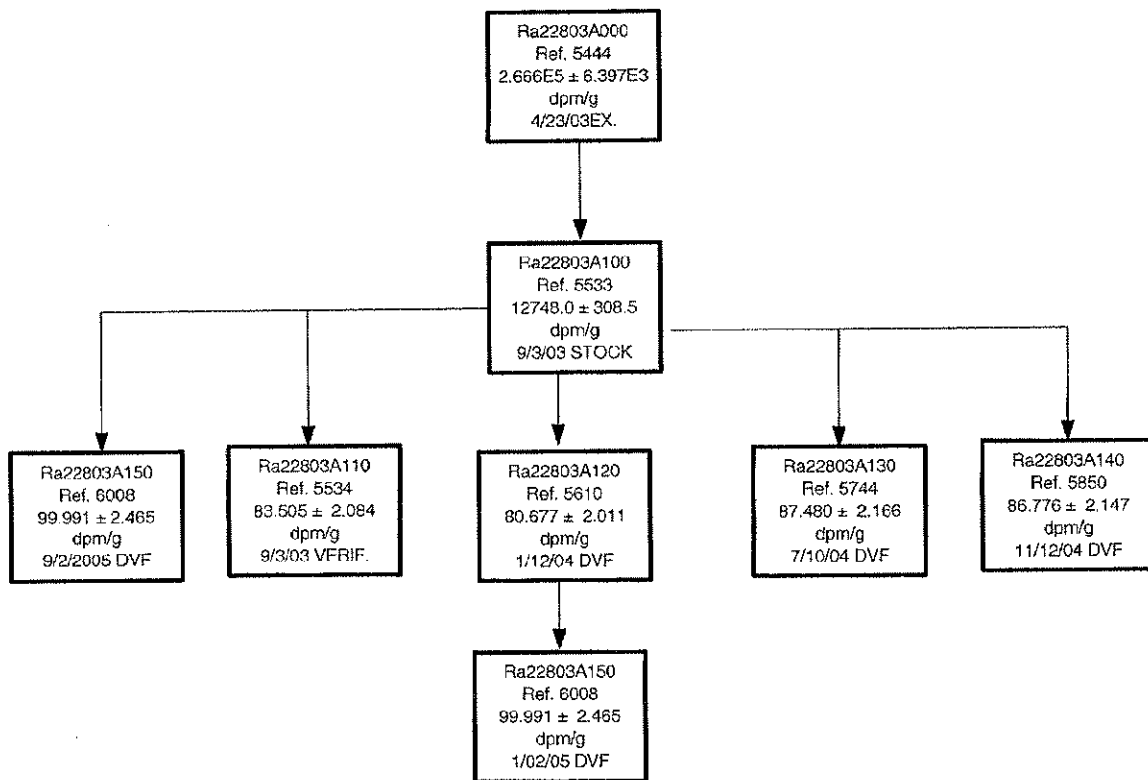 Ra22803A000
Ref. 5444
2.666E5 ± 6.397E3
dpm/g
4/23/03EX.
Ra22803A100
Ref. 5533
12748.0 ± 308.5
dpm/g
9/3/03 STOCK
Ra22803A150
Ref. 6008
99.991 ± 2.465
dpm/g
9/2/2005 DVF
Ra22803A110
Ref. 5534
83.505 ± 2.084
dpm/g
9/3/03 VERIF.
Ra22803A120
Ref. 5610
80.677 ± 2.011
dpm/g
1/12/04 DVF
Ra22803A130
Ref. 5744
87.480 ± 2.166
dpm/g
7/10/04 DVF
Ra22803A140
Ref. 5850
86.776 ± 2.147
dpm/g
11/12/04 DVF
Ra22803A150
Ref. 6008
99.991 ± 2.465
dpm/g
1/02/05 DVF